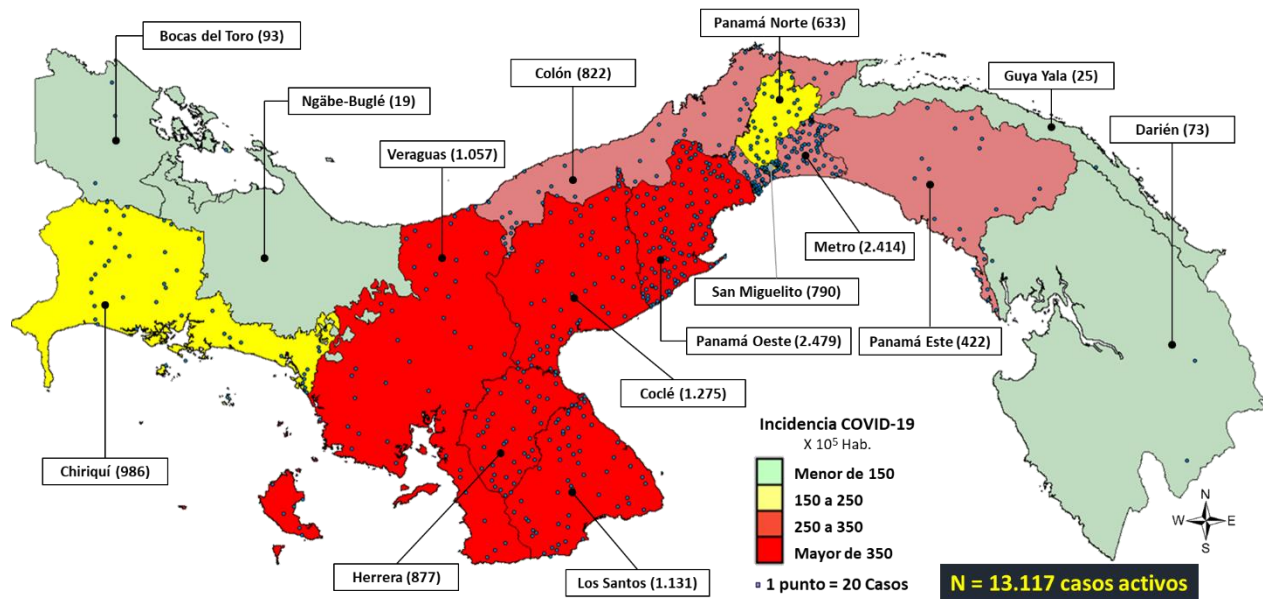 Panamá Norte (633)
Bocas del Toro (93)
Colón (822)
Guya Yala (25)
Ngäbe-Buglé (19)
Darién (73)
Veraguas (1.057)
Metro (2.414)
San Miguelito (790)
Panamá Oeste (2.479)
Panamá Este (422)
Coclé (1.275)
Chiriquí (986)
Herrera (877)
Los Santos (1.131)
Incidencia COVID-19
X 10⁵ Hab.
Menor de 150
150 a 250
250 a 350
Mayor de 350
1 punto = 20 Casos
N
W E
S
N = 13.117 casos activos